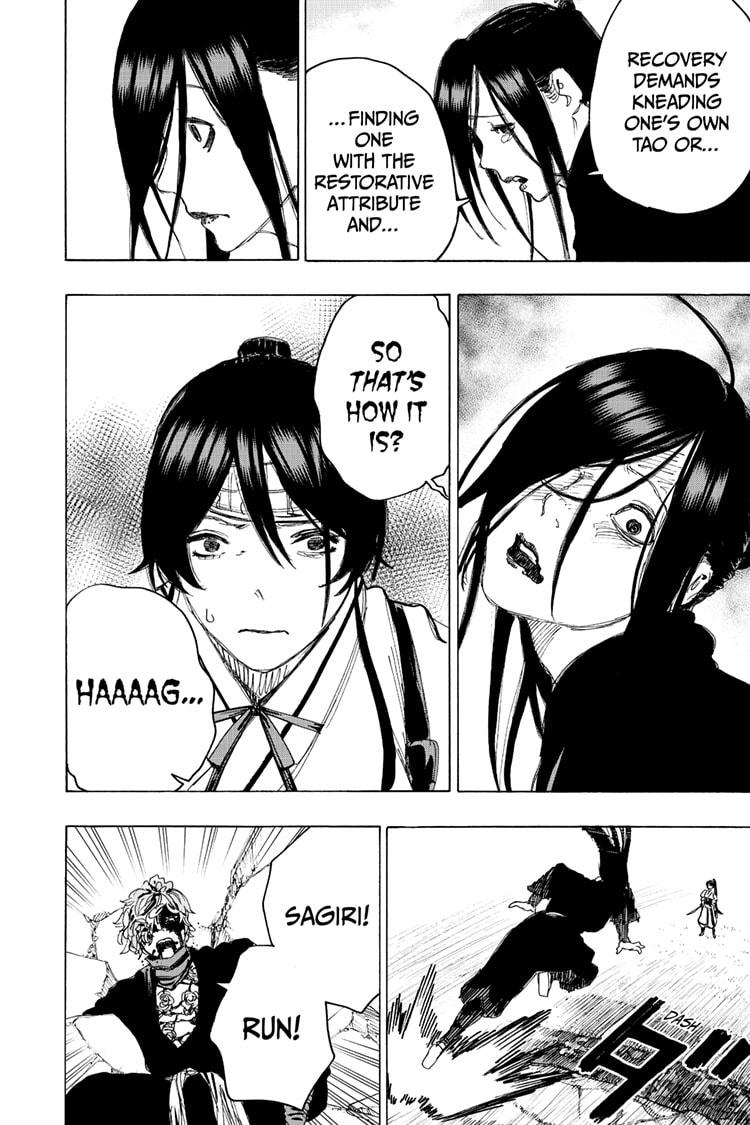 RECOVERY
DEMANDS
KNEADING
ONE'S OWN
TAO OR...
...FINDING
ONE
WITH THE
RESTORATIVE
ATTRIBUTE
AND...
SO
THAT'S
HOW IT
IS?
HAAAAG...
DASH
ダ
SAGIRI!
RUN!